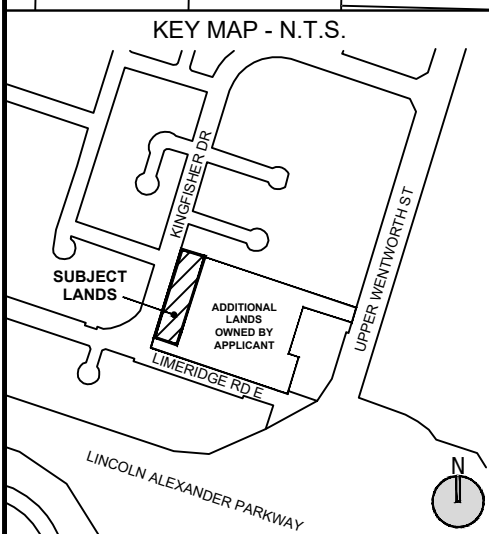 KEY MAP - N.T.S.
KINGFISHER DR
UPPER WENTWORTH ST
SUBJECT
LANDS
ADDITIONAL
LANDS
OWNED BY
APPLICANT
LIMERIDGE RD E
LINCOLN ALEXANDER PARKWAY
N